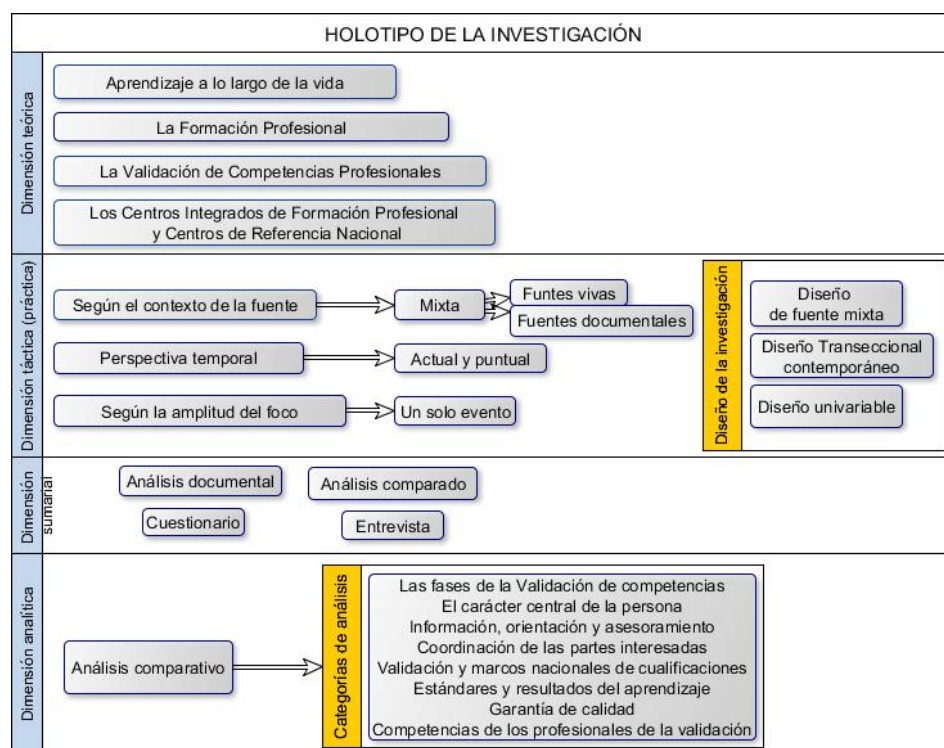 HOLOTIPO DE LA INVESTIGACIÓN
Dimensión teórica
Aprendizaje a lo largo de la vida
La Formación Profesional
La Validación de Competencias Profesionales
Los Centros Integrados de Formación Profesional
y Centros de Referencia Nacional
Dimensión táctica (práctica)
Según el contexto de la fuente
Mixta
Funtes vivas
Fuentes documentales
Perspectiva temporal
Actual y puntual
Según la amplitud del foco
Un solo evento
Diseño de la investigación
Diseño
de fuente mixta
Diseño Transeccional
contemporáneo
Diseño univariable
Dimensión
sumarial
Análisis documental
Análisis comparado
Cuestionario
Entrevista
Dimensión analítica
Análisis comparativo
Categorías de análisis
Las fases de la Validación de competencias
El carácter central de la persona
Información, orientación y asesoramiento
Coordinación de las partes interesadas
Validación y marcos nacionales de cualificaciones
Estándares y resultados del aprendizaje
Garantía de calidad
Competencias de los profesionales de la validación